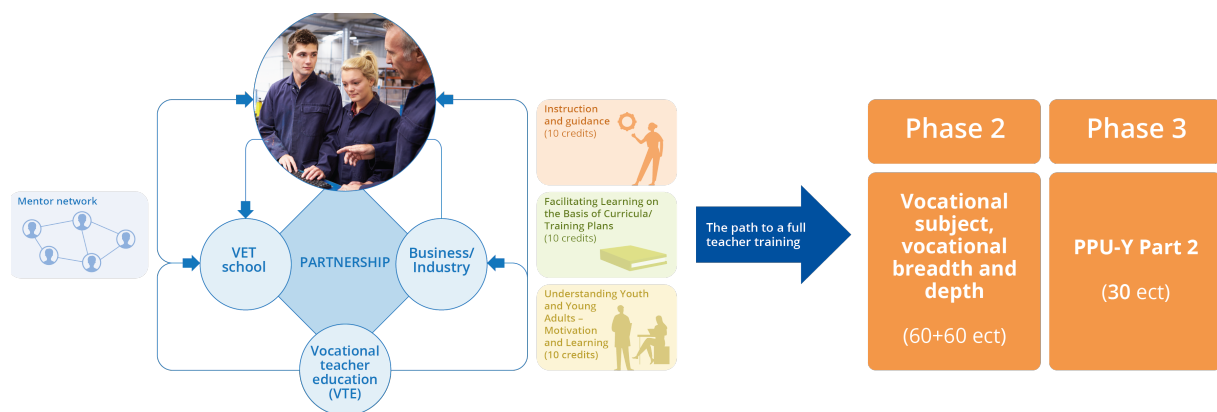 Mentor network
VET
school
PARTNERSHIP
Business/
Industry
Vocational
teacher
education
(VTE)
Instruction
and guidance
(10 credits)
Facilitating Learning on
the Basis of Curricula/
Training Plans
(10 credits)
Understanding Youth
and Young
Adults –
Motivation
and Learning
(10 credits)
The path to a full
teacher training
Phase 2
Vocational
subject,
vocational
breadth and
depth
(60+60 ect)
Phase 3
PPU-Y Part 2
(30 ect)